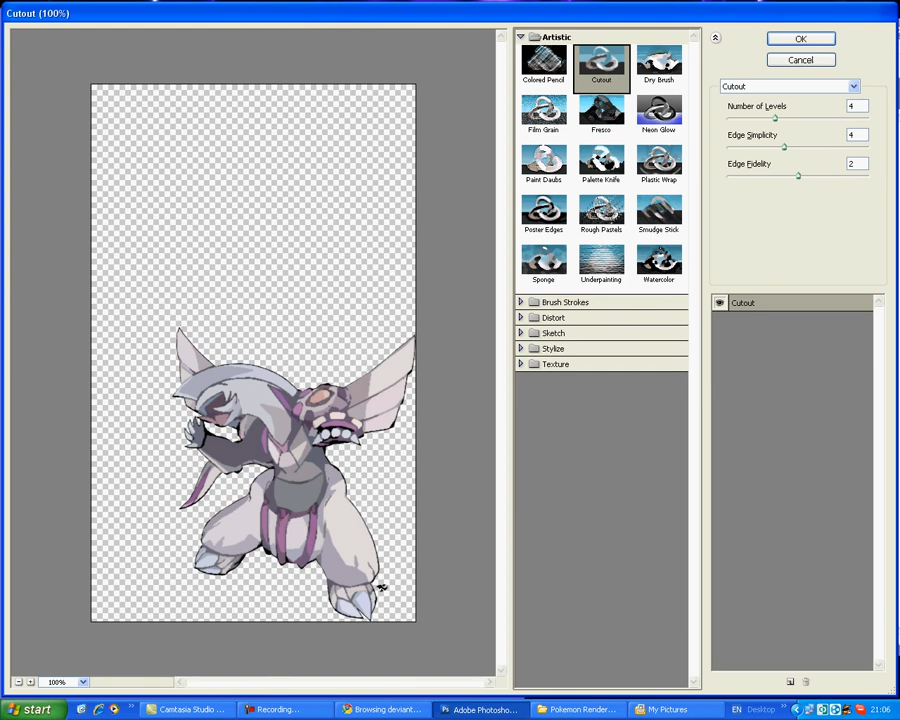 Cutout (100%)
Artistic
Colored Pencil
Cutout
Dry Brush
Film Grain
Fresco
Neon Glow
Paint Daubs
Palette Knife
Plastic Wrap
Poster Edges
Rough Pastels
Smudge Stick
Sponge
Underpainting
Watercolor
Brush Strokes
Distort
Sketch
Stylize
Texture
OK
Cancel
Cutout
Number of Levels 4
Edge Simplicity 4
Edge Fidelity 2
Cutout
100%
start
Camtasia Studio ...
Recording...
Browsing deviant...
Adobe Photosho...
Pokemon Render...
My Pictures
EN
Desktop
»
21:06